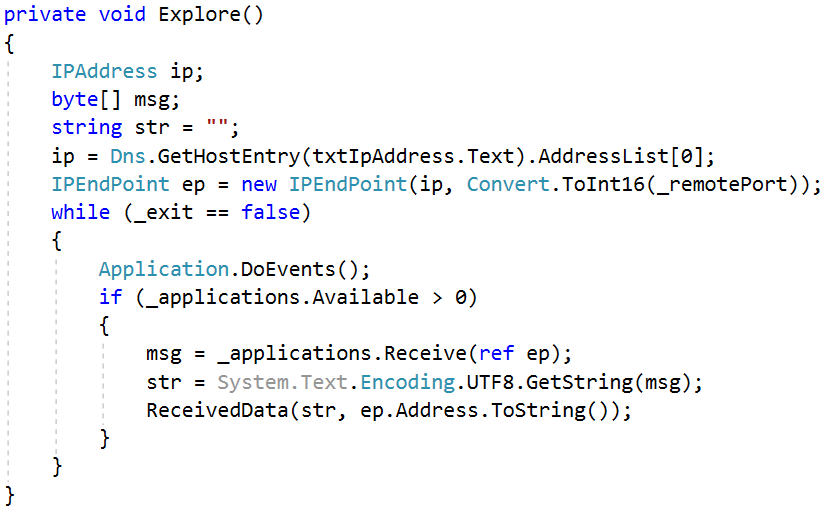 private void Explore()
{
    IPAddress ip;
    byte[] msg;
    string str = "";
    ip = Dns.GetHostEntry(txtIpAddress.Text).AddressList[0];
    IPEndPoint ep = new IPEndPoint(ip, Convert.ToInt16(_remotePort));
    while (_exit == false)
    {
        Application.DoEvents();
        if (_applications.Available > 0)
        {
            msg = _applications.Receive(ref ep);
            str = System.Text.Encoding.UTF8.GetString(msg);
            ReceivedData(str, ep.Address.ToString());
        }
    }
}